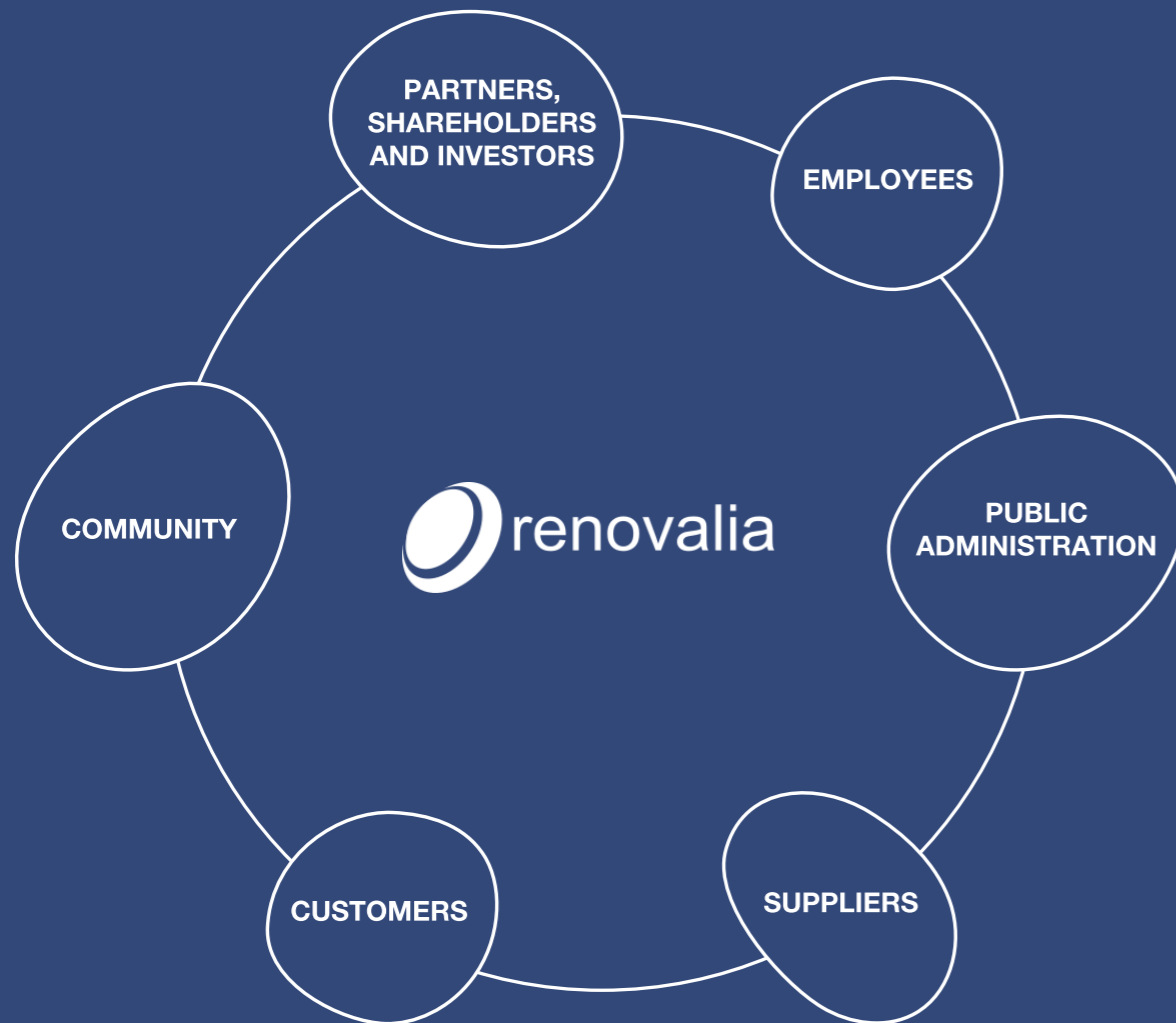 PARTNERS,
SHAREHOLDERS
AND INVESTORS
EMPLOYEES
PUBLIC
ADMINISTRATION
COMMUNITY
renovalia
SUPPLIERS
CUSTOMERS